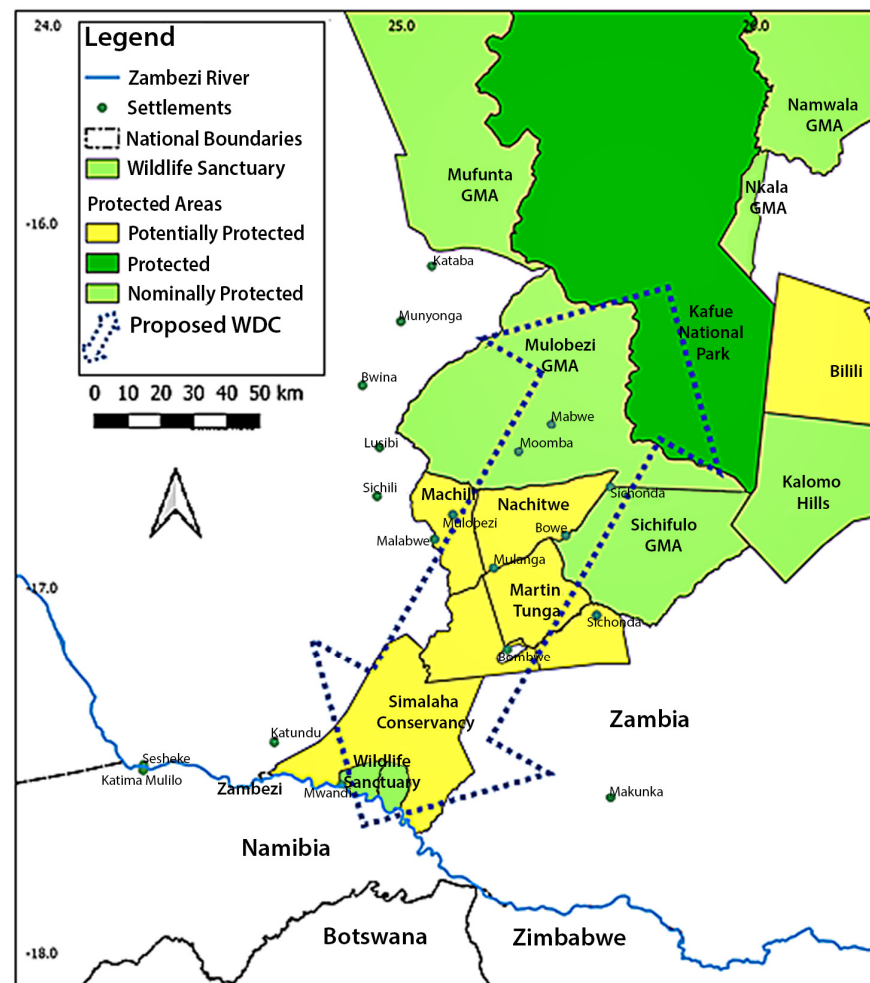 24.0
25.0
26.0
Legend
Zambezi River
Settlements
National Boundaries
Wildlife Sanctuary
Protected Areas
Potentially Protected
Protected
Nominally Protected
Proposed WDC
0 10 20 30 40 50 km
-16.0
-17.0
-18.0
Namwala
GMA
Mufunta
GMA
Nkala
GMA
Kataba
Munyonga
Kafue
National
Park
Mulobezi
GMA
Bilili
Bwina
Mabwe
Lusibi
Moomba
Kalomo
Hills
Sichili
Machili
Nachitwe
Sichonda
Mulobezi
Bowe
Sichifulo
GMA
Malabwe
Mulanga
Martin
Tunga
Sichonda
Bombwe
Simalaha
Conservancy
Zambia
Katundu
Sesheke
Katima Mulilo
Wildlife
Sanctuary
Zambezi
Mwandi
Makunka
Namibia
Botswana
Zimbabwe